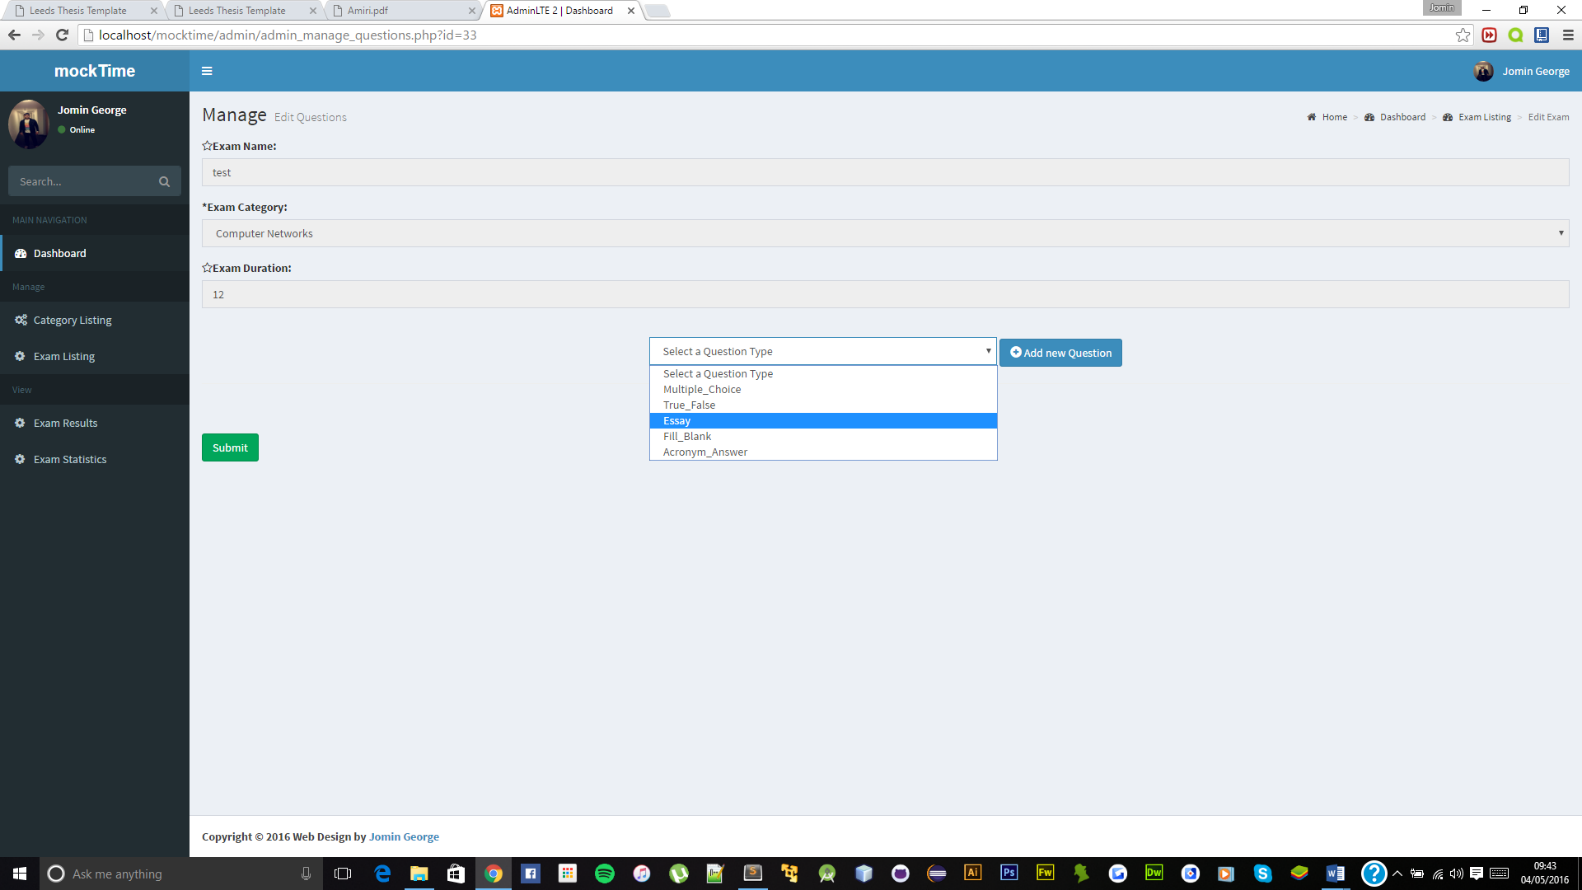 Leeds Thesis Template
Leeds Thesis Template
Amiri.pdf
AdminLTE 2 | Dashboard
Jomin
localhost/mocktime/admin/admin_manage_questions.php?id=33
mockTime
Jomin George
Jomin George
Online
Manage Edit Questions
Home > Dashboard > Exam Listing > Edit Exam
Exam Name:
test
Search...
*Exam Category:
MAIN NAVIGATION
Computer Networks
Dashboard
Exam Duration:
Manage
12
Category Listing
Exam Listing
Select a Question Type
Add new Question
Select a Question Type
Multiple_Choice
True_False
Essay
Fill_Blank
Acronym_Answer
View
Exam Results
Submit
Exam Statistics
Copyright © 2016 Web Design by Jomin George
Ask me anything
Ai
Ps
Fw
Dw
09:43
04/05/2016